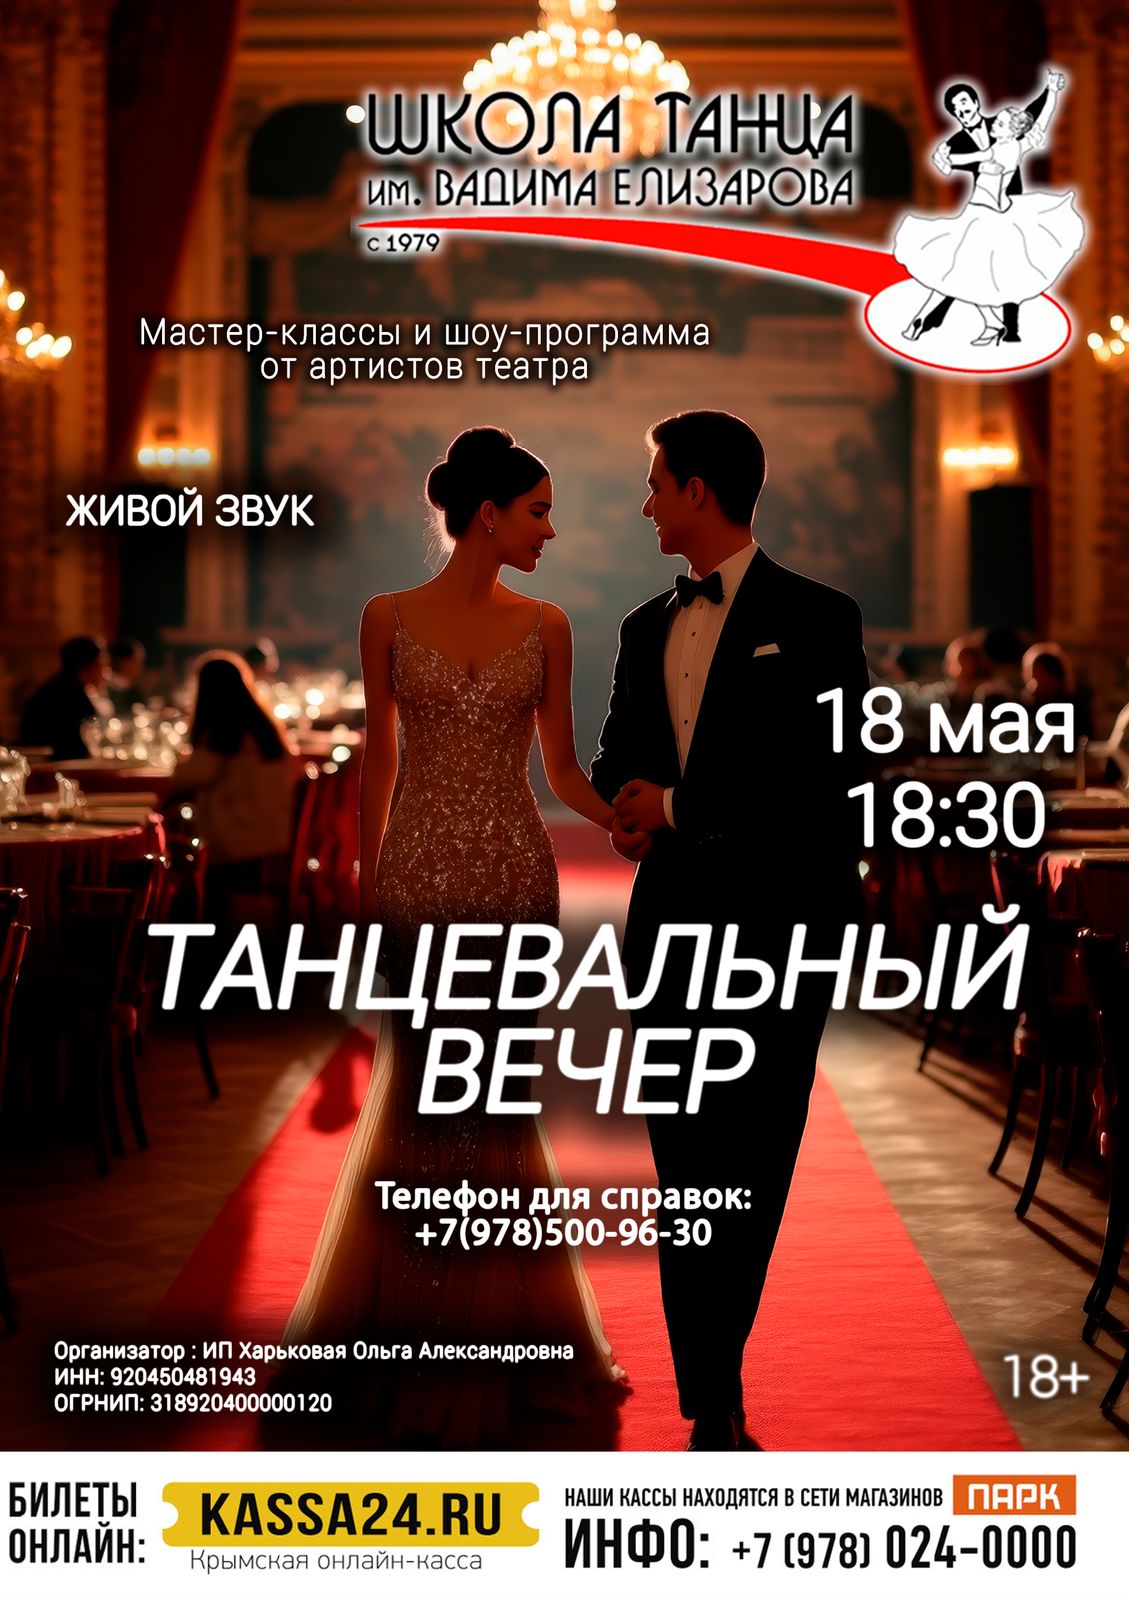 ШКОЛА ТАНЦА
ИМ. ВАДИМА ЕЛИЗАРОВА
с 1979
Мастер-классы и шоу-программа
от артистов театра
ЖИВОЙ ЗВУК
18 мая
18:30
ТАНЦЕВАЛЬНЫЙ
ВЕЧЕР
Телефон для справок:
+7(978)500-96-30
Организатор : ИП Харьковая Ольга Александровна
ИНН: 920450481943
ОГРНИП: 318920400000120
18+
БИЛЕТЫ
ОНЛАЙН:
KASSA24.RU
Крымская онлайн-касса
НАШИ КАССЫ НАХОДЯТСЯ В СЕТИ МАГАЗИНОВ ПАРК
ИНФО: +7 (978) 024-0000